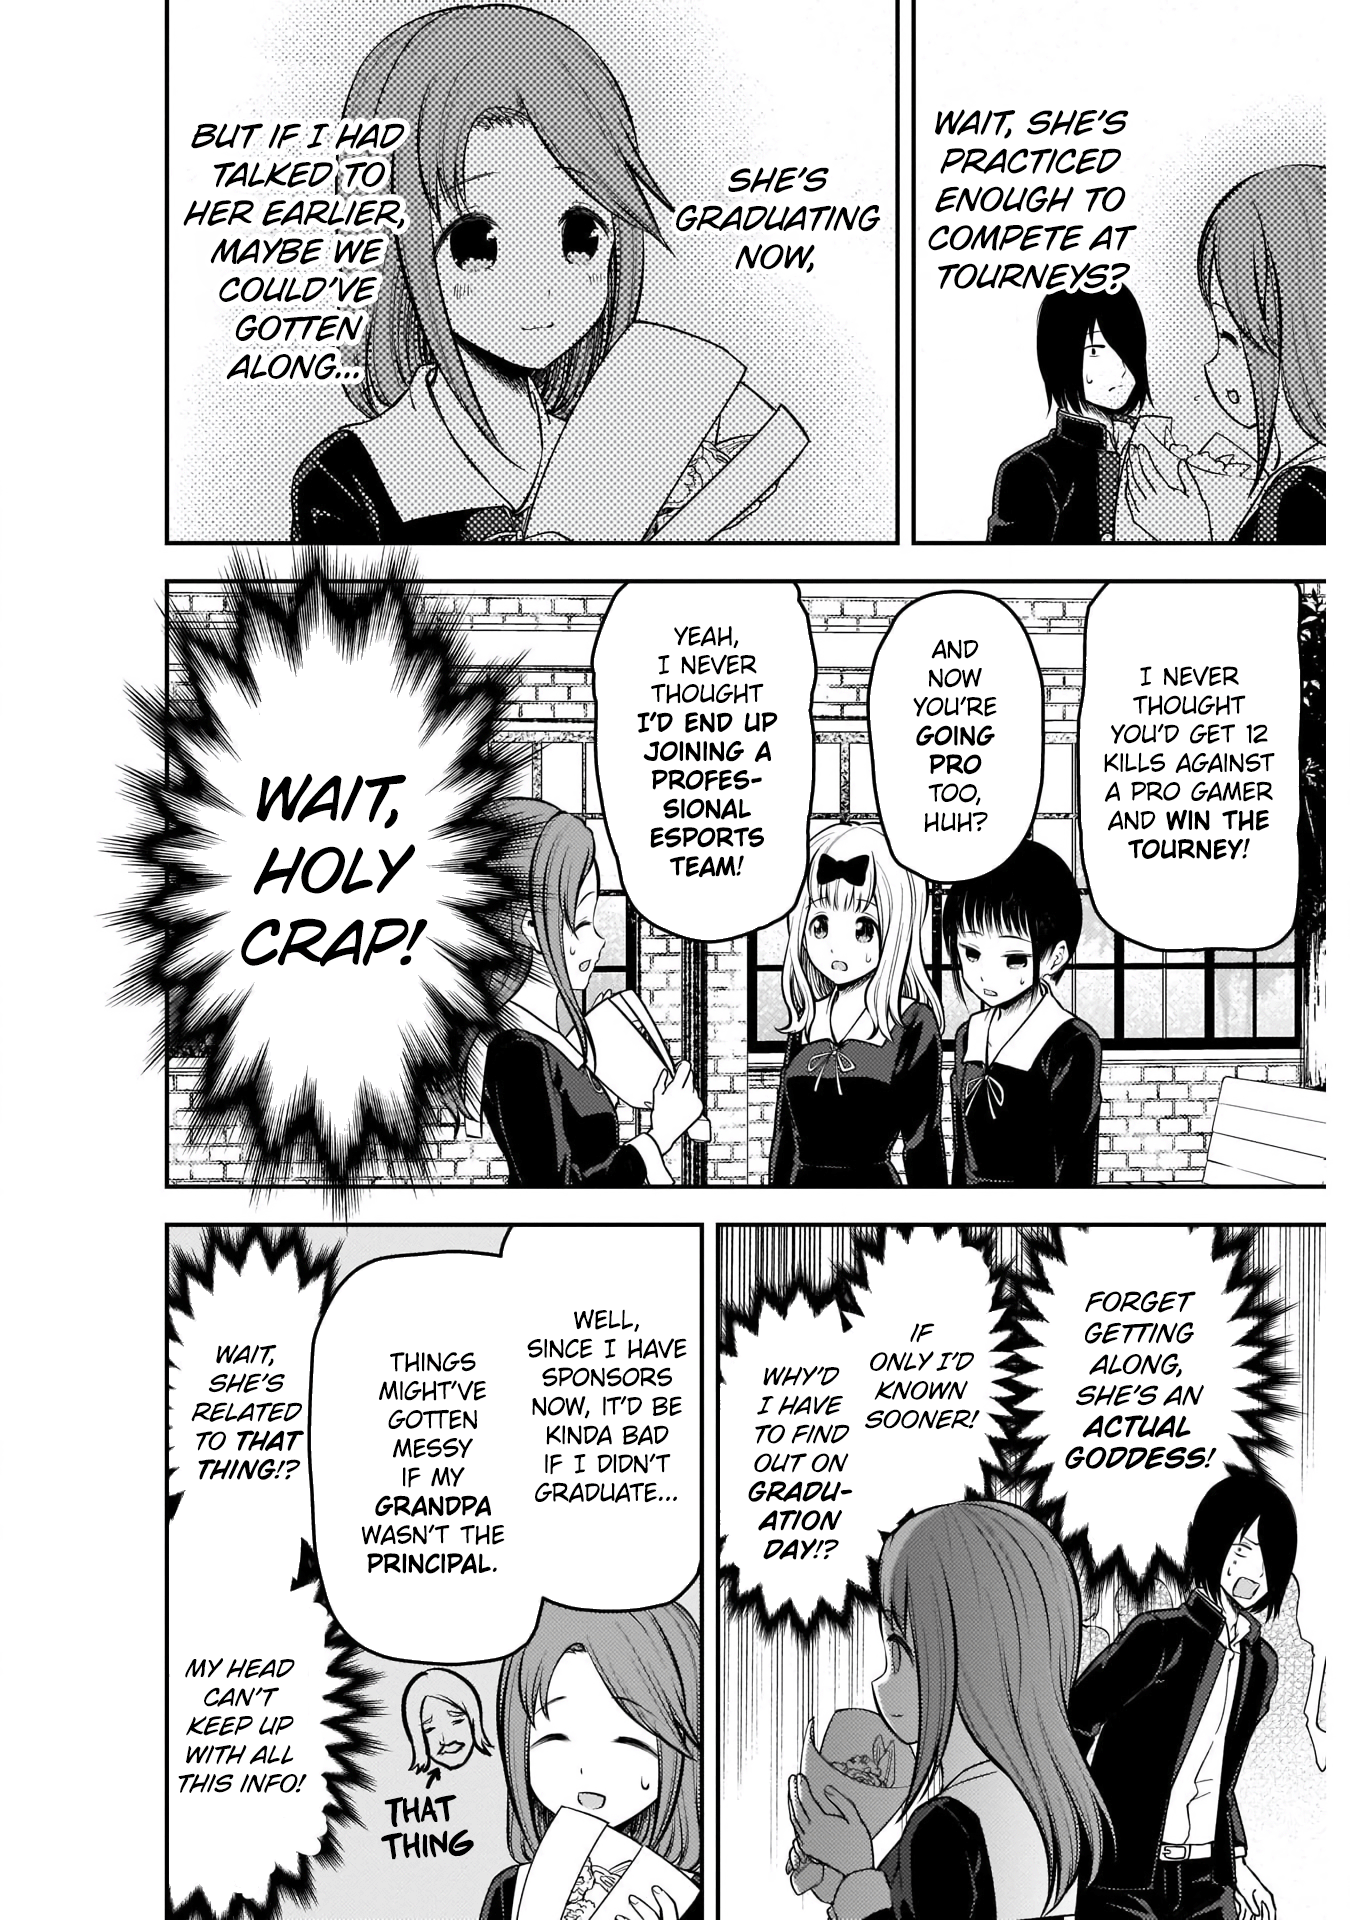 WAIT, SHE'S
PRACTICED
ENOUGH TO
COMPETE AT
TOURNEYS?
SHE'S
GRADUATING
NOW,
BUT IF I HAD
TALKED TO
HER EARLIER,
MAYBE WE
COULD'VE
GOTTEN
ALONG...
I NEVER
THOUGHT
YOU'D GET 12
KILLS AGAINST
A PRO GAMER
AND WIN THE
TOURNEY!
AND
NOW
YOU'RE
GOING
PRO
TOO,
HUH?
YEAH,
I NEVER
THOUGHT
I'D END UP
JOINING A
PROFES-
SIONAL
ESPORTS
TEAM!
WAIT,
HOLY
CRAP!
FORGET
GETTING
ALONG,
SHE'S AN
ACTUAL
GODDESS!
IF
ONLY I'D
KNOWN
SOONER!
WHY'D
I HAVE
TO FIND
OUT ON
GRADU-
ATION
DAY!?
WELL,
SINCE I HAVE
SPONSORS
NOW, IT'D BE
KINDA BAD
IF I DIDN'T
GRADUATE...
THINGS
MIGHT'VE
GOTTEN
MESSY
IF MY
GRANDPA
WASN'T THE
PRINCIPAL.
THAT
THING
WAIT,
SHE'S
RELATED
TO THAT
THING!?
MY HEAD
CAN'T
KEEP UP
WITH ALL
THIS INFO!